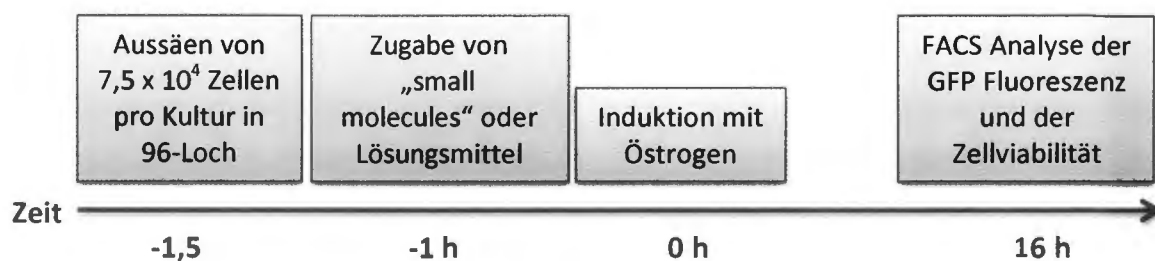 Aussäen von
7,5 x 10⁴ Zellen
pro Kultur in
96-Loch
Zugabe von
„small
molecules“ oder
Lösungsmittel
Induktion mit
Östrogen
FACS Analyse der
GFP Fluoreszenz
und der
Zellviabilität
Zeit
-1,5
-1 h
0 h
16 h